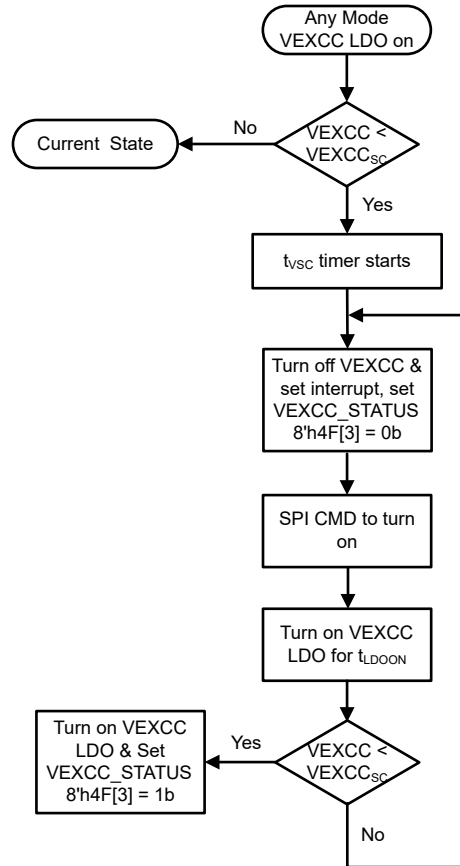 Any Mode
VEXCC LDO on
No
VEXCC <
VEXCCSC
Current State
Yes
tVSC timer starts
Turn off VEXCC &
set interrupt, set
VEXCC_STATUS
8'h4F[3] = 0b
SPI CMD to turn
on
Turn on VEXCC
LDO for tLDOON
Turn on VEXCC
LDO & Set
VEXCC_STATUS
8'h4F[3] = 1b
Yes
VEXCC <
VEXCCSC
No